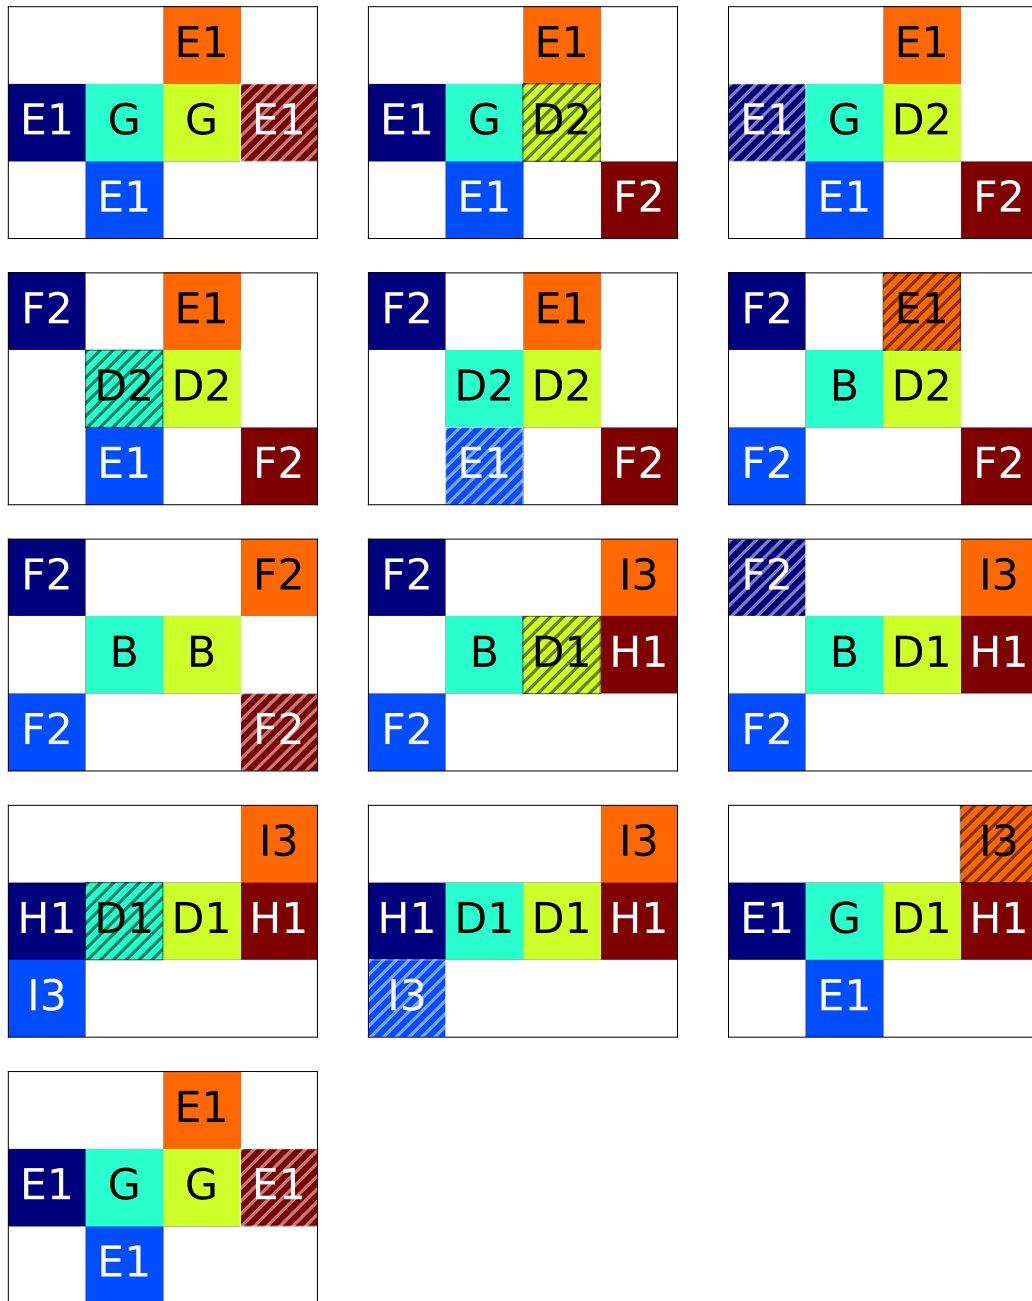 E1 E1 E1
E1 G G E1 E1 G D2 E1 G D2
E1 E1 F2 E1 F2
F2 E1 F2 E1 F2 E1
D2 D2 D2 D2 B D2
E1 F2 E1 F2 F2 F2
F2 F2 F2 I3 F2 I3
B B B D1 H1 B D1 H1
F2 F2 F2 F2
I3 I3 I3
H1 D1 D1 H1 H1 D1 D1 H1 E1 G D1 H1
I3 I3 E1
E1
E1 G G E1
E1